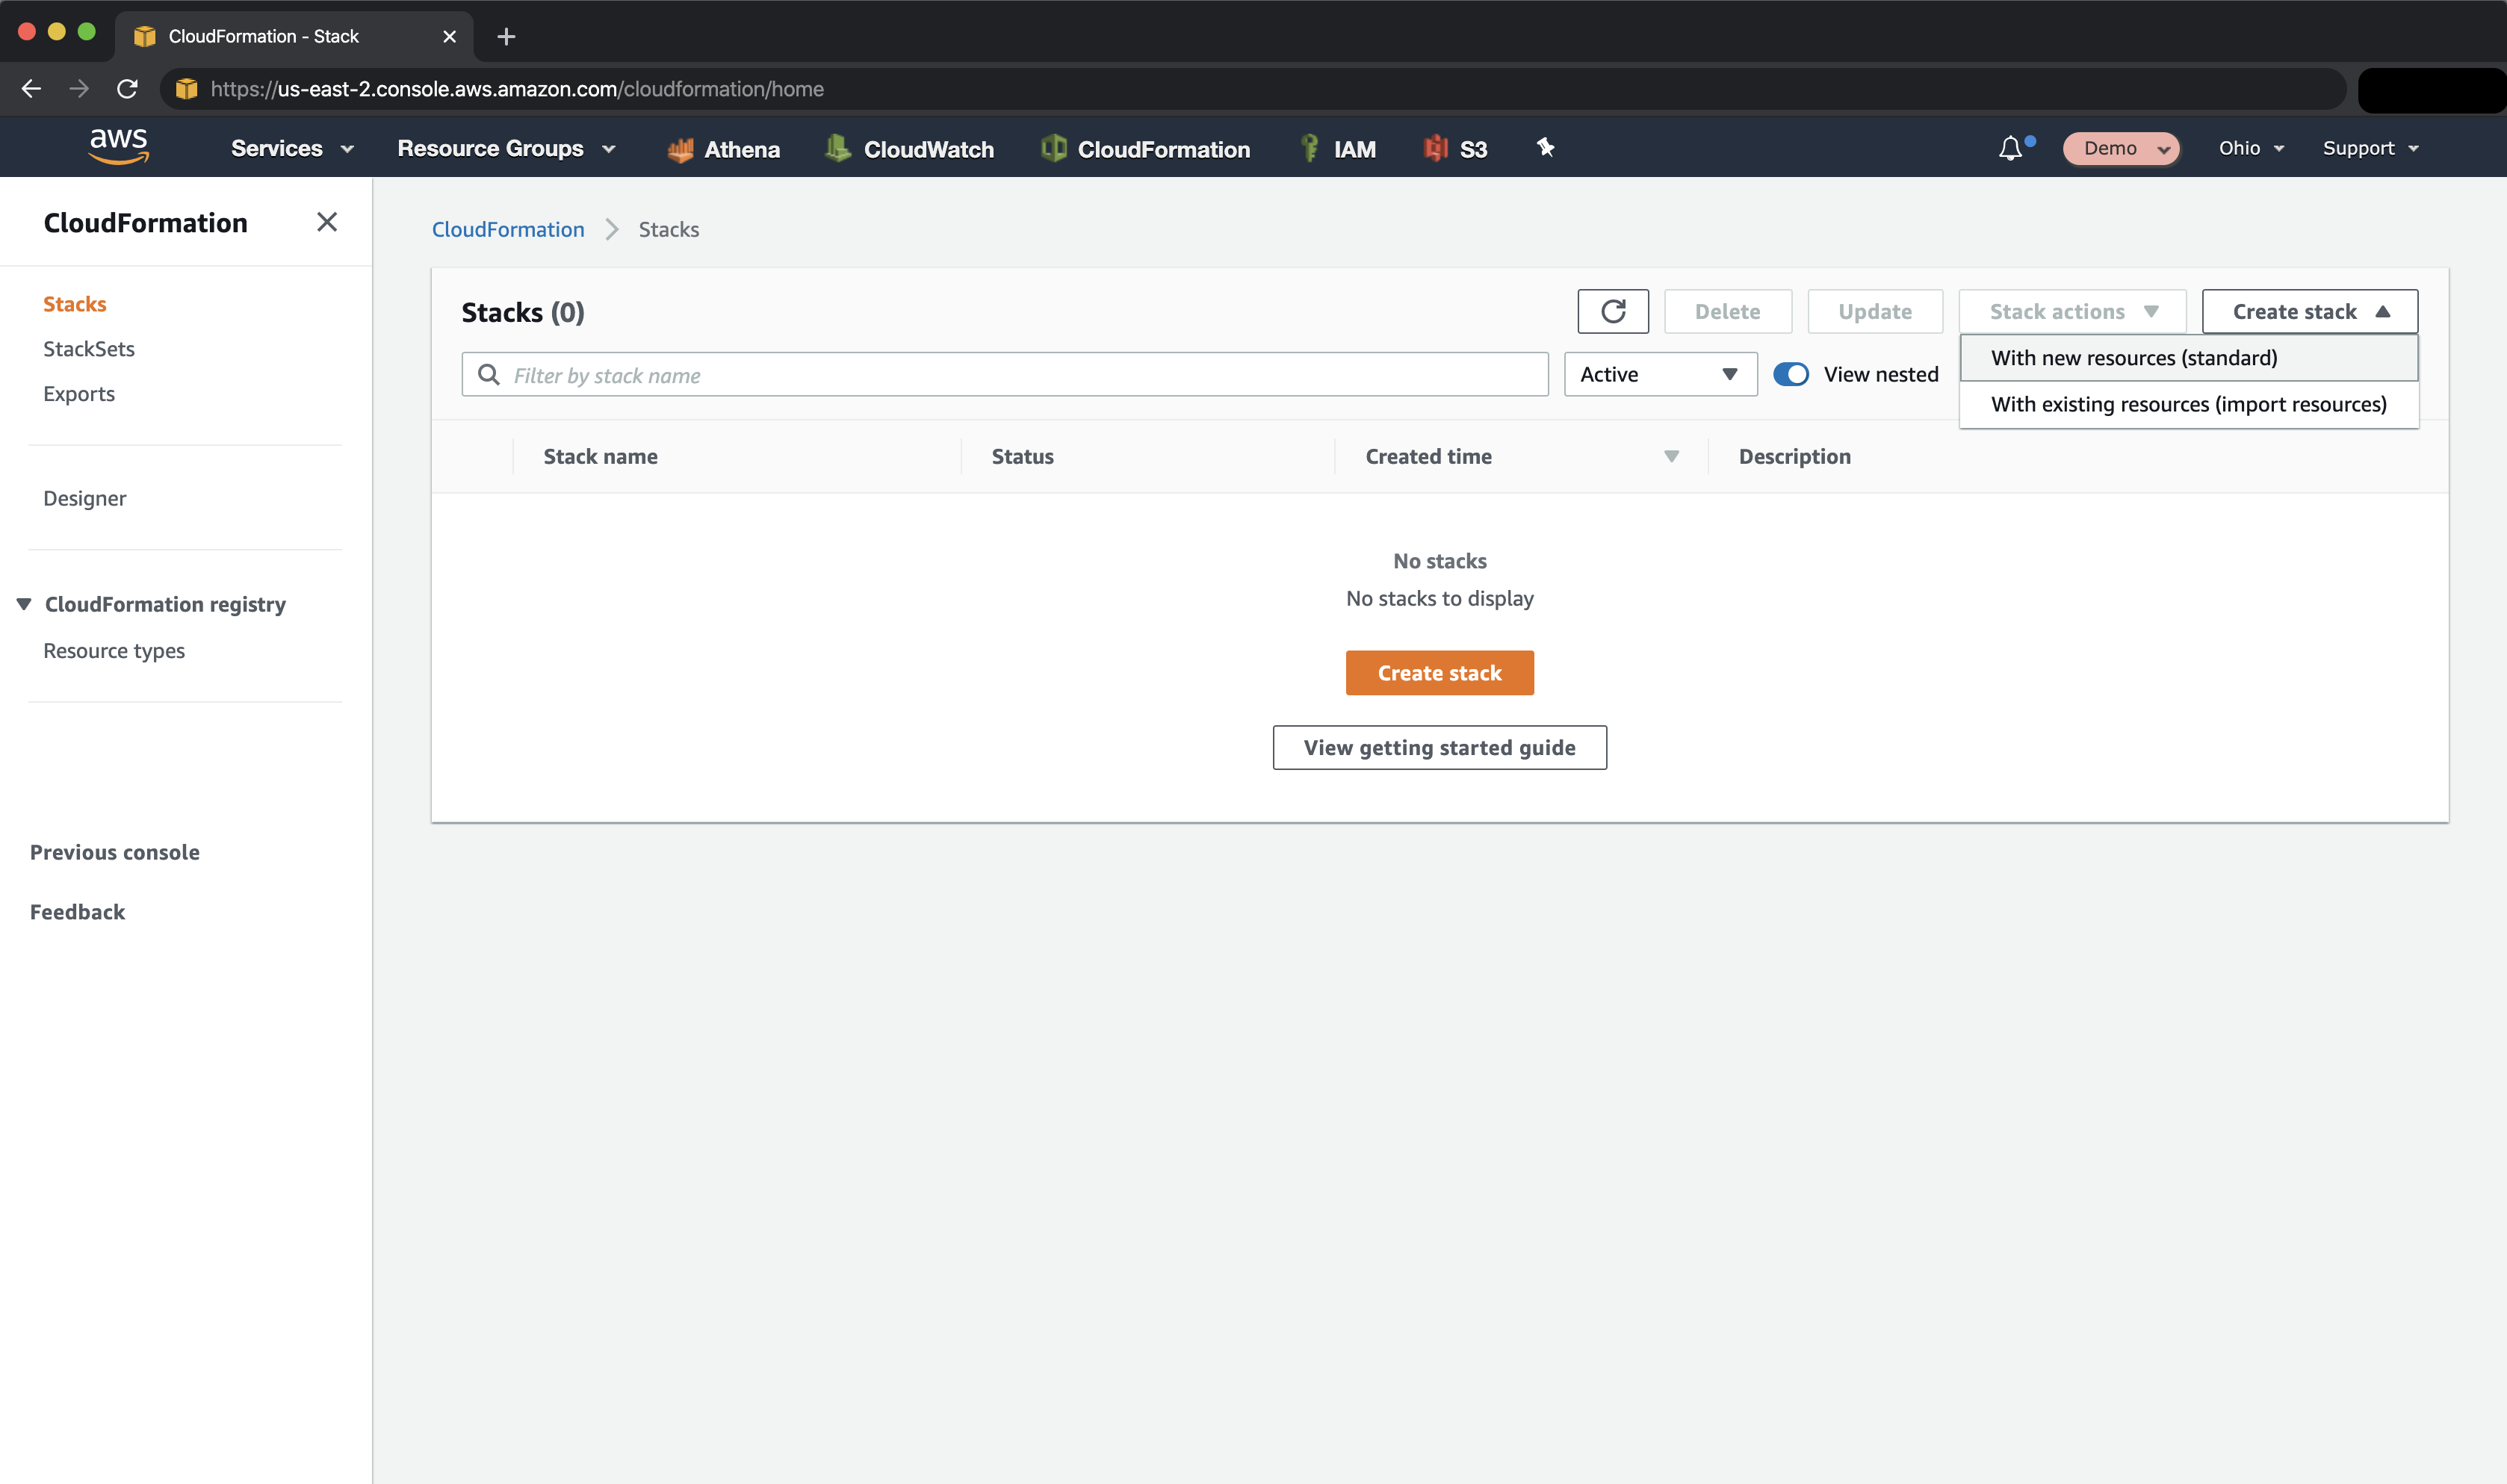 CloudFormation - Stack
https://us-east-2.console.aws.amazon.com/cloudformation/home
aws Services Resource Groups Athena CloudWatch CloudFormation IAM S3 Demo Ohio Support
CloudFormation
Stacks
StackSets
Exports
Designer
CloudFormation registry
Resource types
Previous console
Feedback
CloudFormation Stacks
Stacks (0) Delete Update Stack actions Create stack
With new resources (standard)
With existing resources (import resources)
Filter by stack name Active View nested
Stack name Status Created time Description
No stacks
No stacks to display
Create stack
View getting started guide